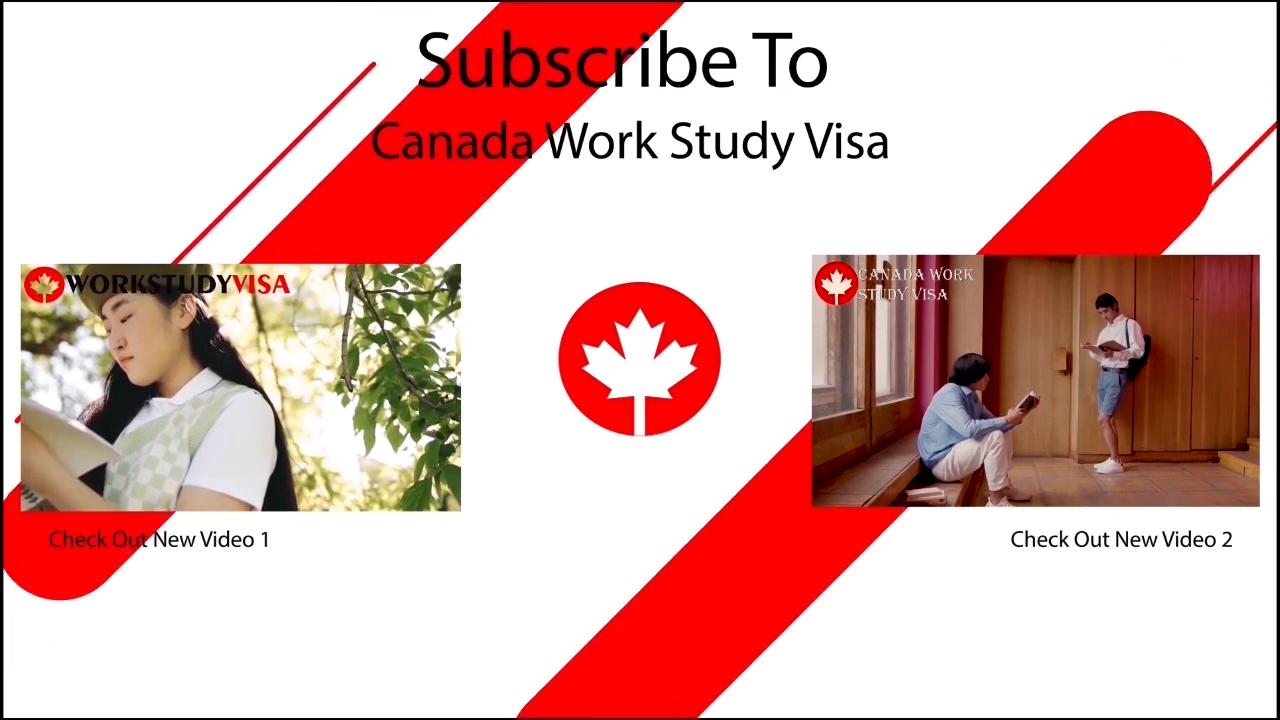 Subscribe To
Canada Work Study Visa
WORKSTUDYVISA
CANADA WORK
STUDY VISA
Check Out New Video 1
Check Out New Video 2